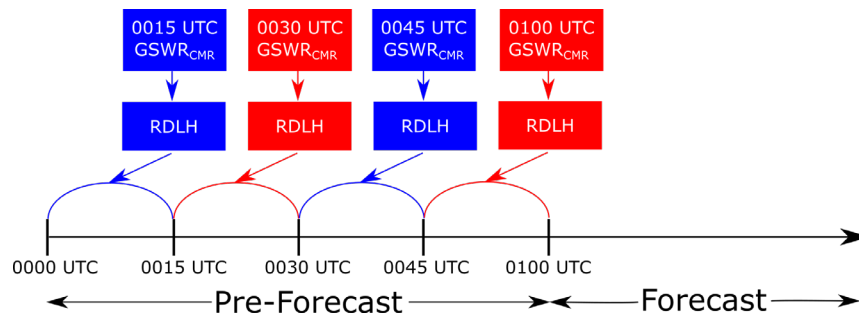 0015 UTC
GSWRCMR
0030 UTC
GSWRCMR
0045 UTC
GSWRCMR
0100 UTC
GSWRCMR
RDLH
RDLH
RDLH
RDLH
0000 UTC
0015 UTC
0030 UTC
0045 UTC
0100 UTC
Pre-Forecast
Forecast